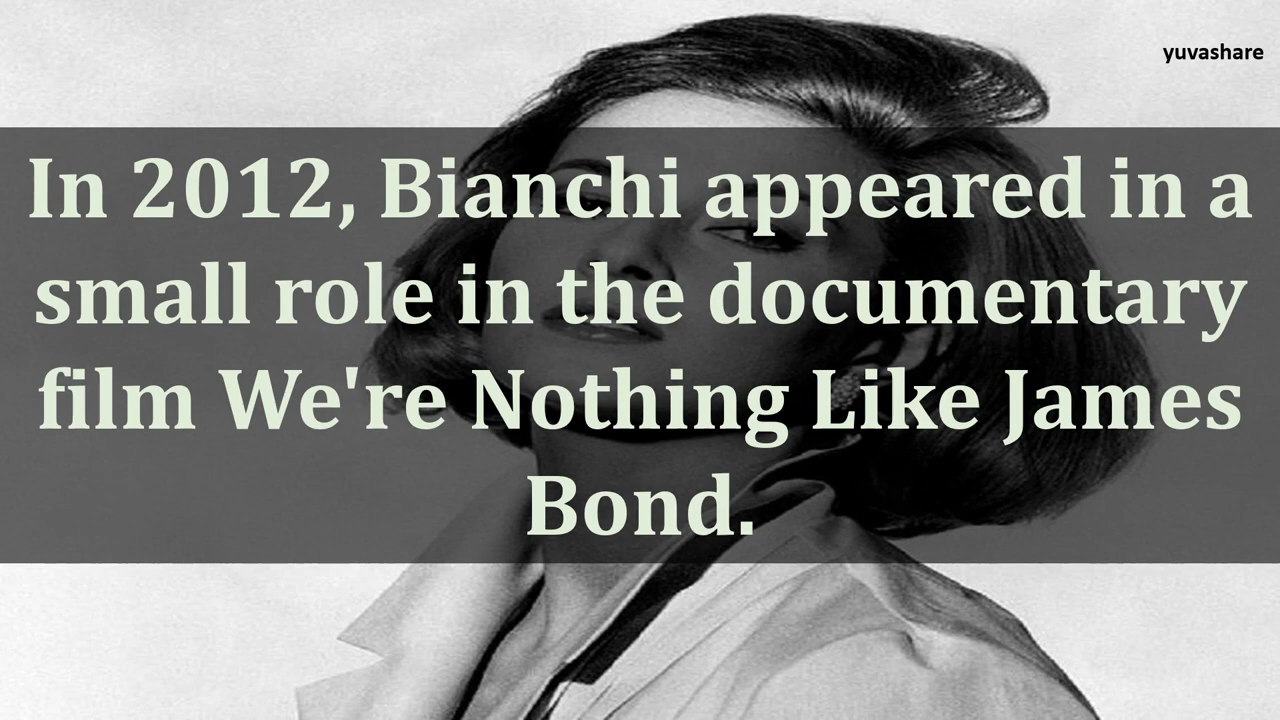 yuvashare
In 2012, Bianchi appeared in a
small role in the documentary
film We're Nothing Like James
Bond.